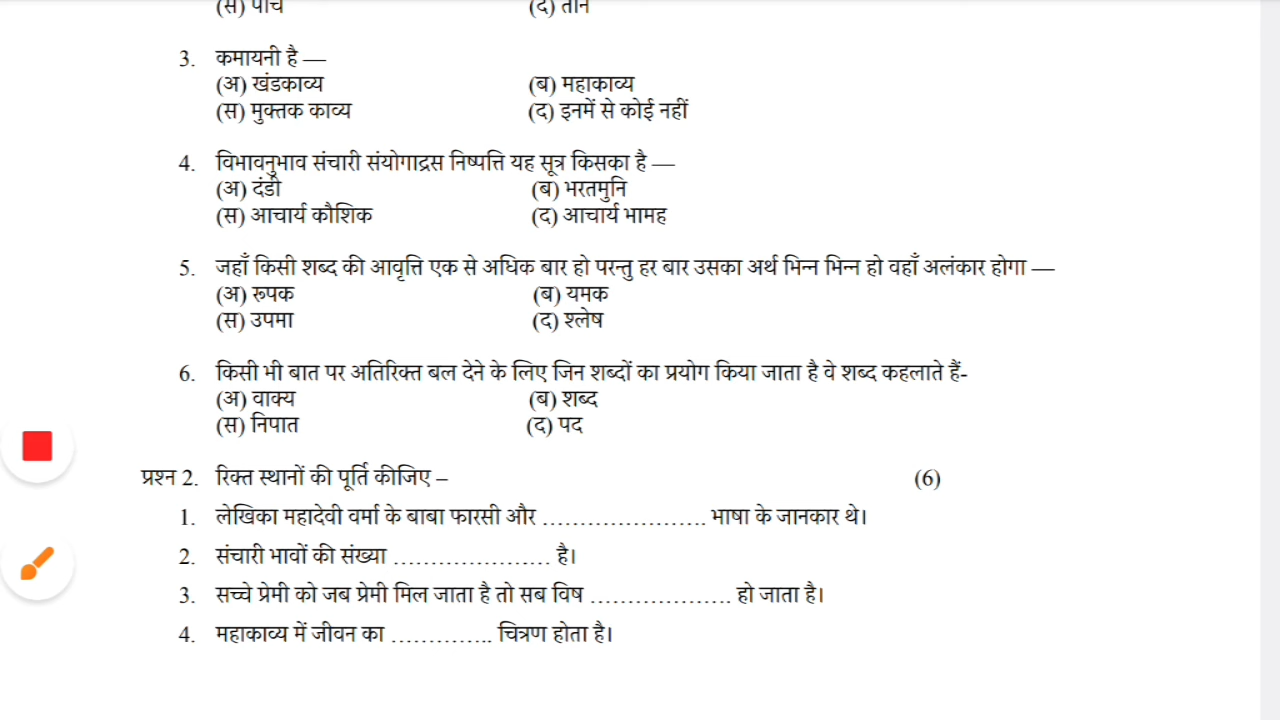 (स) पाँच (द) तीन
3. कमायनी है —
(अ) खंडकाव्य (ब) महाकाव्य
(स) मुक्तक काव्य (द) इनमें से कोई नहीं
4. विभावनुभाव संचारी संयोगाद्रस निष्पत्ति यह सूत्र किसका है —
(अ) दंडी (ब) भरतमुनि
(स) आचार्य कौशिक (द) आचार्य भामह
5. जहाँ किसी शब्द की आवृत्ति एक से अधिक बार हो परन्तु हर बार उसका अर्थ भिन्न भिन्न हो वहाँ अलंकार होगा —
(अ) रूपक (ब) यमक
(स) उपमा (द) श्लेष
6. किसी भी बात पर अतिरिक्त बल देने के लिए जिन शब्दों का प्रयोग किया जाता है वे शब्द कहलाते हैं-
(अ) वाक्य (ब) शब्द
(स) निपात (द) पद
प्रश्न 2. रिक्त स्थानों की पूर्ति कीजिए – (6)
1. लेखिका महादेवी वर्मा के बाबा फारसी और ...................... भाषा के जानकार थे।
2. संचारी भावों की संख्या ..................... है।
3. सच्चे प्रेमी को जब प्रेमी मिल जाता है तो सब विष ................... हो जाता है।
4. महाकाव्य में जीवन का .............. चित्रण होता है।